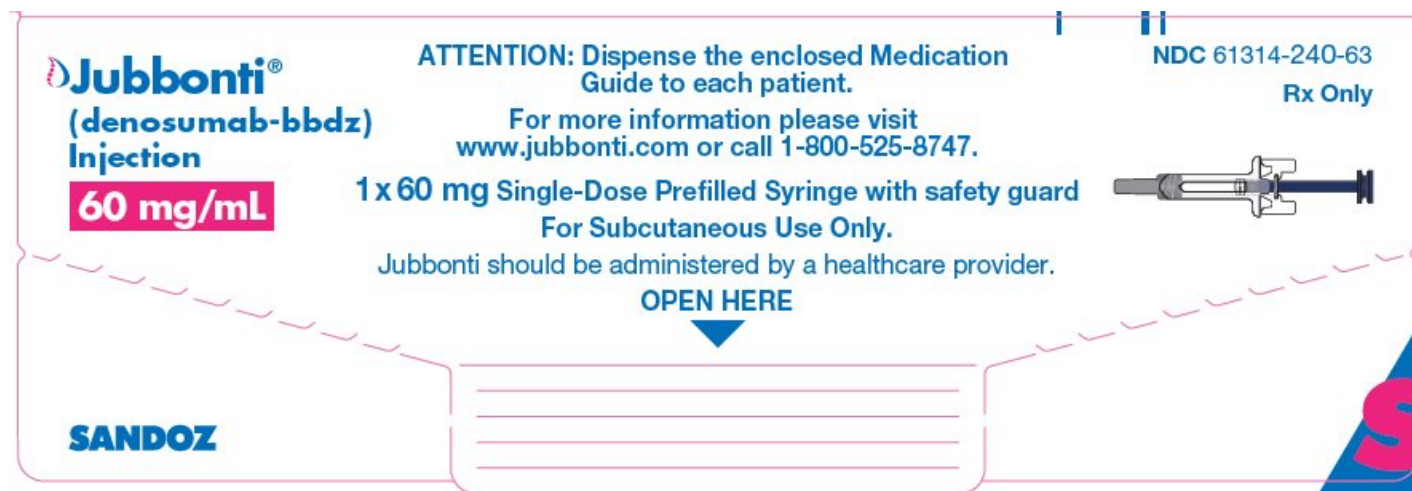 Jubbonti®
(denosumab-bbdz)
Injection
60 mg/mL
ATTENTION: Dispense the enclosed Medication
Guide to each patient.
For more information please visit
www.jubbonti.com or call 1-800-525-8747.
1 x 60 mg Single-Dose Prefilled Syringe with safety guard
For Subcutaneous Use Only.
Jubbonti should be administered by a healthcare provider.
OPEN HERE
NDC 61314-240-63
Rx Only
SANDOZ
S